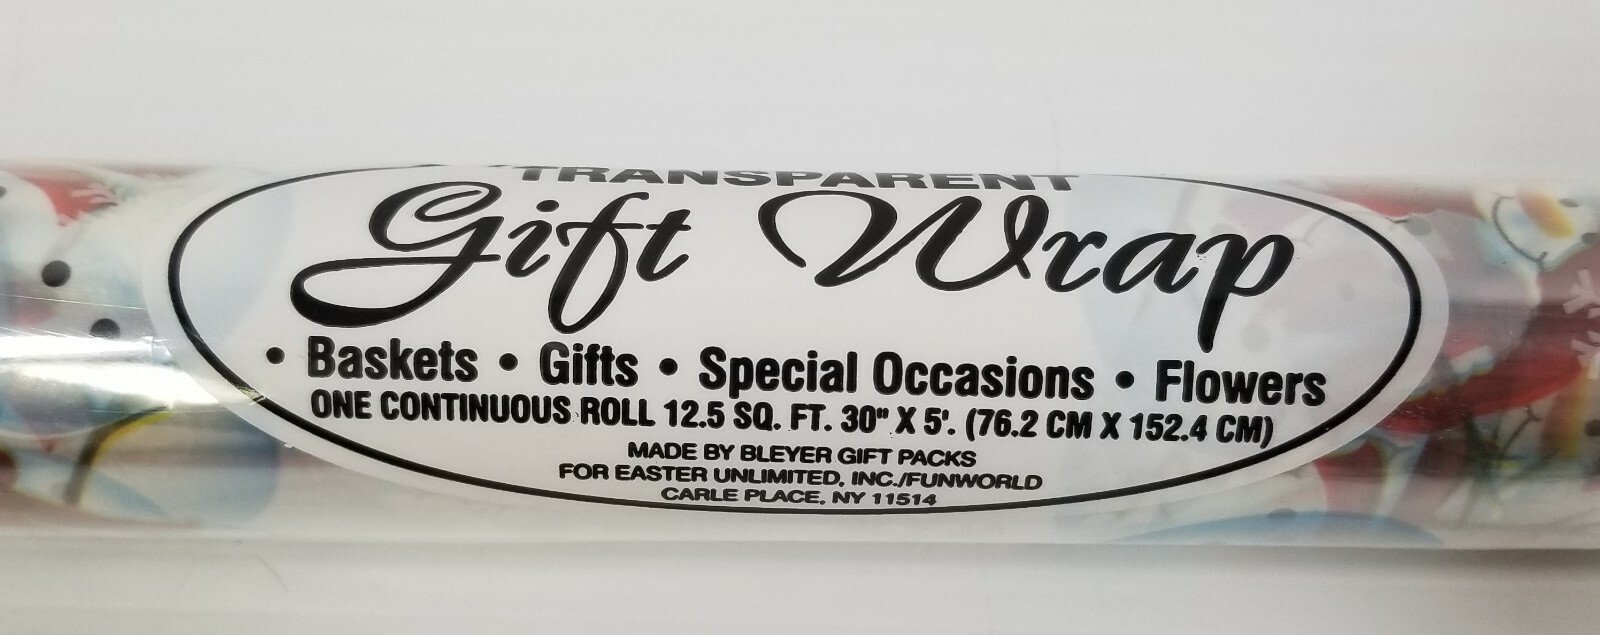 TRANSPARENT
Gift Wrap
• Baskets • Gifts • Special Occasions • Flowers
ONE CONTINUOUS ROLL 12.5 SQ. FT. 30" X 5'. (76.2 CM X 152.4 CM)
MADE BY BLEYER GIFT PACKS
FOR EASTER UNLIMITED, INC./FUNWORLD
CARLE PLACE, NY 11514